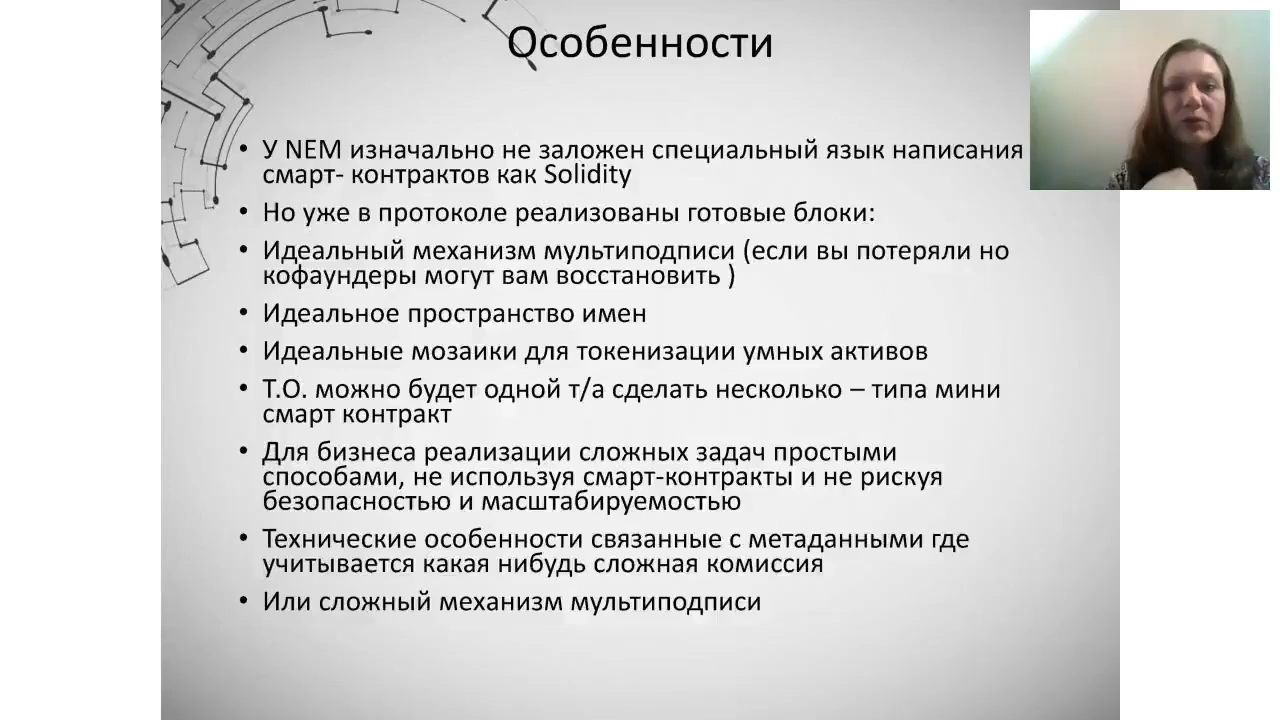 Особенности
• У NEM изначально не заложен специальный язык написания
смарт- контрактов как Solidity
• Но уже в протоколе реализованы готовые блоки:
• Идеальный механизм мультиподписи (если вы потеряли но
кофаундеры могут вам восстановить )
• Идеальное пространство имен
• Идеальные мозаики для токенизации умных активов
• Т.О. можно будет одной т/а сделать несколько – типа мини
смарт контракт
• Для бизнеса реализации сложных задач простыми
способами, не используя смарт-контракты и не рискуя
безопасностью и масштабируемостью
• Технические особенности связанные с метаданными где
учитывается какая нибудь сложная комиссия
• Или сложный механизм мультиподписи